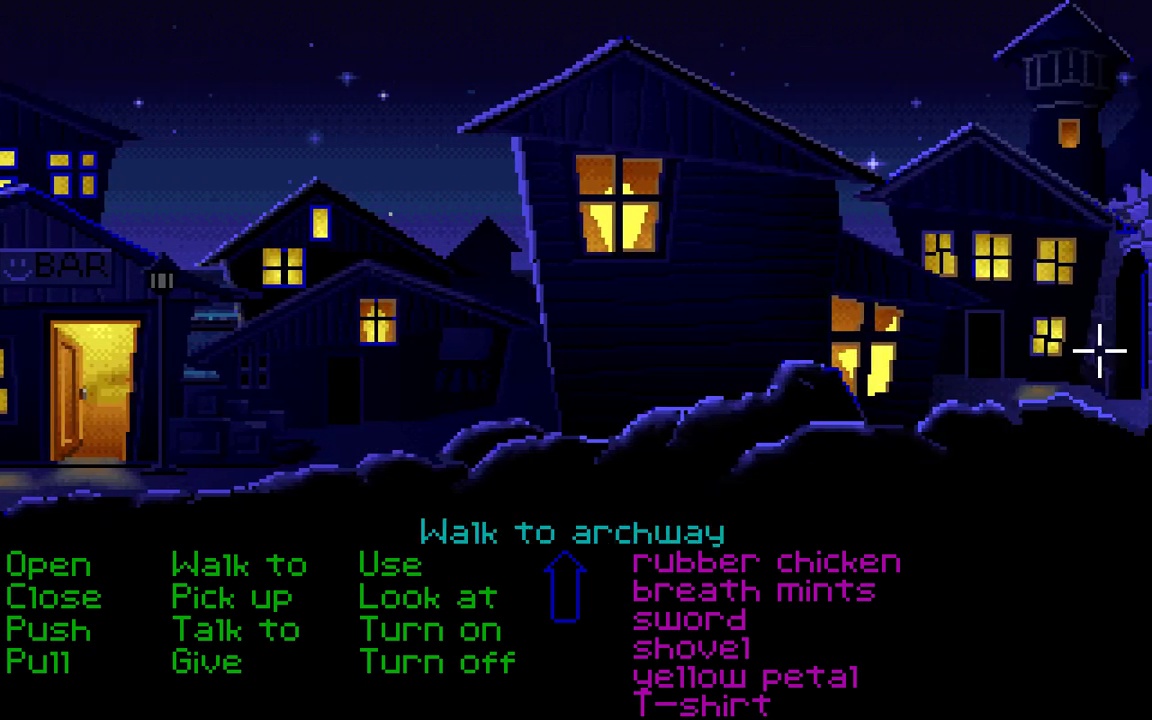 BAR
Walk to archway
Open Walk to Use rubber chicken
Close Pick up Look at breath mints
Push Talk to Turn on sword
Pull Give Turn off shovel
yellow petal
T-shirt